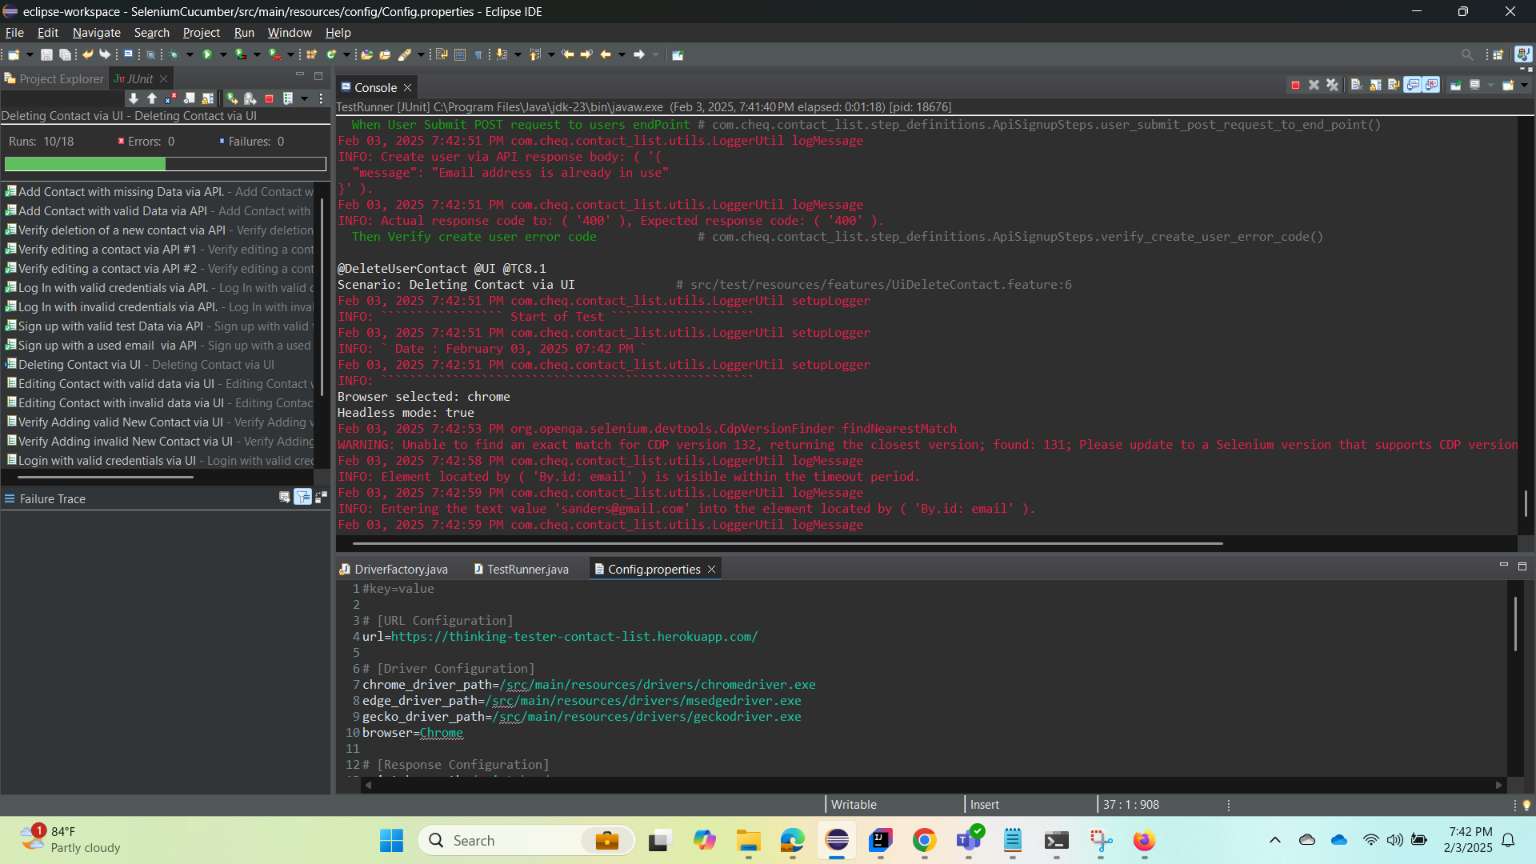 eclipse-workspace - SeleniumCucumber/src/main/resources/config/Config.properties - Eclipse IDE
File Edit Navigate Search Project Run Window Help
Project Explorer
JUnit
Deleting Contact via UI - Deleting Contact via UI
Runs: 10/18 Errors: 0 Failures: 0
Add Contact with missing Data via API. - Add Contact w
Add Contact with valid Data via API - Add Contact with
Verify deletion of a new contact via API - Verify deletion
Verify editing a contact via API #1 - Verify editing a cont
Verify editing a contact via API #2 - Verify editing a cont
Log In with valid credentials via API. - Log In with valid c
Log In with invalid credentials via API. - Log In with inva
Sign up with valid test Data via API - Sign up with valid
Sign up with a used email  via API - Sign up with a used
Deleting Contact via UI - Deleting Contact via UI
Editing Contact with valid data via UI - Editing Contact
Editing Contact with invalid data via UI - Editing Contac
Verify Adding valid New Contact via UI - Verify Adding v
Verify Adding invalid New Contact via UI - Verify Adding
Login with valid credentials via UI - Login with valid cre
Failure Trace
Console
TestRunner [JUnit] C:\Program Files\Java\jdk-23\bin\javaw.exe (Feb 3, 2025, 7:41:40 PM elapsed: 0:01:18) [pid: 18676]
When User Submit POST request to users endPoint # com.cheq.contact_list.step_definitions.ApiSignupSteps.user_submit_post_request_to_end_point()
Feb 03, 2025 7:42:51 PM com.cheq.contact_list.utils.LoggerUtil logMessage
INFO: Create user via API response body: ( '{
"message": "Email address is already in use"
}' ).
Feb 03, 2025 7:42:51 PM com.cheq.contact_list.utils.LoggerUtil logMessage
INFO: Actual response code to: ( '400' ), Expected response code: ( '400' ).
Then Verify create user error code # com.cheq.contact_list.step_definitions.ApiSignupSteps.verify_create_user_error_code()
@DeleteUserContact @UI @TC8.1
Scenario: Deleting Contact via UI # src/test/resources/features/UiDeleteContact.feature:6
Feb 03, 2025 7:42:51 PM com.cheq.contact_list.utils.LoggerUtil setupLogger
INFO: ````````````````` Start of Test ````````````````````
Feb 03, 2025 7:42:51 PM com.cheq.contact_list.utils.LoggerUtil setupLogger
INFO: ` Date : February 03, 2025 07:42 PM `
Feb 03, 2025 7:42:51 PM com.cheq.contact_list.utils.LoggerUtil setupLogger
INFO: ````````````````````````````````````````````````````
Browser selected: chrome
Headless mode: true
Feb 03, 2025 7:42:53 PM org.openqa.selenium.devtools.CdpVersionFinder findNearestMatch
WARNING: Unable to find an exact match for CDP version 132, returning the closest version; found: 131; Please update to a Selenium version that supports CDP version
Feb 03, 2025 7:42:58 PM com.cheq.contact_list.utils.LoggerUtil logMessage
INFO: Element located by ( 'By.id: email' ) is visible within the timeout period.
Feb 03, 2025 7:42:59 PM com.cheq.contact_list.utils.LoggerUtil logMessage
INFO: Entering the text value 'sanders@gmail.com' into the element located by ( 'By.id: email' ).
Feb 03, 2025 7:42:59 PM com.cheq.contact_list.utils.LoggerUtil logMessage
DriverFactory.java TestRunner.java Config.properties
1 #key=value
2
3 # [URL Configuration]
4 url=https://thinking-tester-contact-list.herokuapp.com/
5
6 # [Driver Configuration]
7 chrome_driver_path=/src/main/resources/drivers/chromedriver.exe
8 edge_driver_path=/src/main/resources/drivers/msedgedriver.exe
9 gecko_driver_path=/src/main/resources/drivers/geckodriver.exe
10 browser=Chrome
11
12 # [Response Configuration]
Writable Insert 37 : 1 : 908
1
84°F
Partly cloudy
Search
7:42 PM
2/3/2025